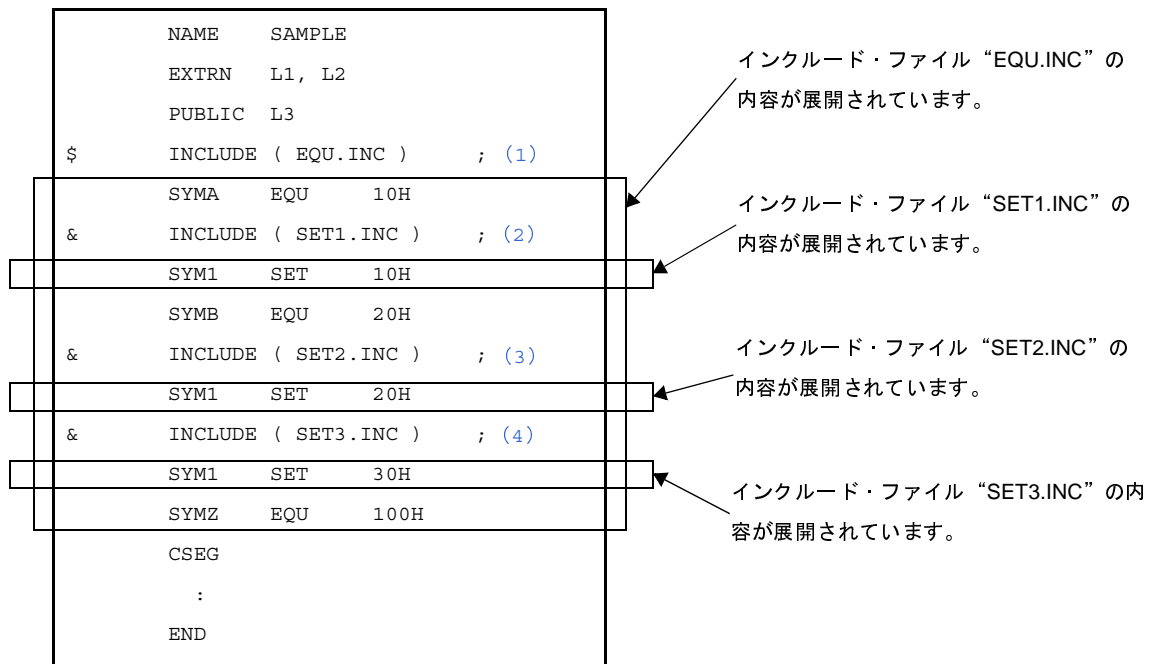 NAME SAMPLE
EXTRN L1, L2
PUBLIC L3
$ INCLUDE ( EQU.INC ) ; (1)
SYMA EQU 10H
& INCLUDE ( SET1.INC ) ; (2)
SYM1 SET 10H
SYMB EQU 20H
& INCLUDE ( SET2.INC ) ; (3)
SYM1 SET 20H
& INCLUDE ( SET3.INC ) ; (4)
SYM1 SET 30H
SYMZ EQU 100H
CSEG
:
END
インクルード・ファイル“EQU.INC”の
内容が展開されています。
インクルード・ファイル“SET1.INC”の
内容が展開されています。
インクルード・ファイル“SET2.INC”の
内容が展開されています。
インクルード・ファイル“SET3.INC”の内
容が展開されています。